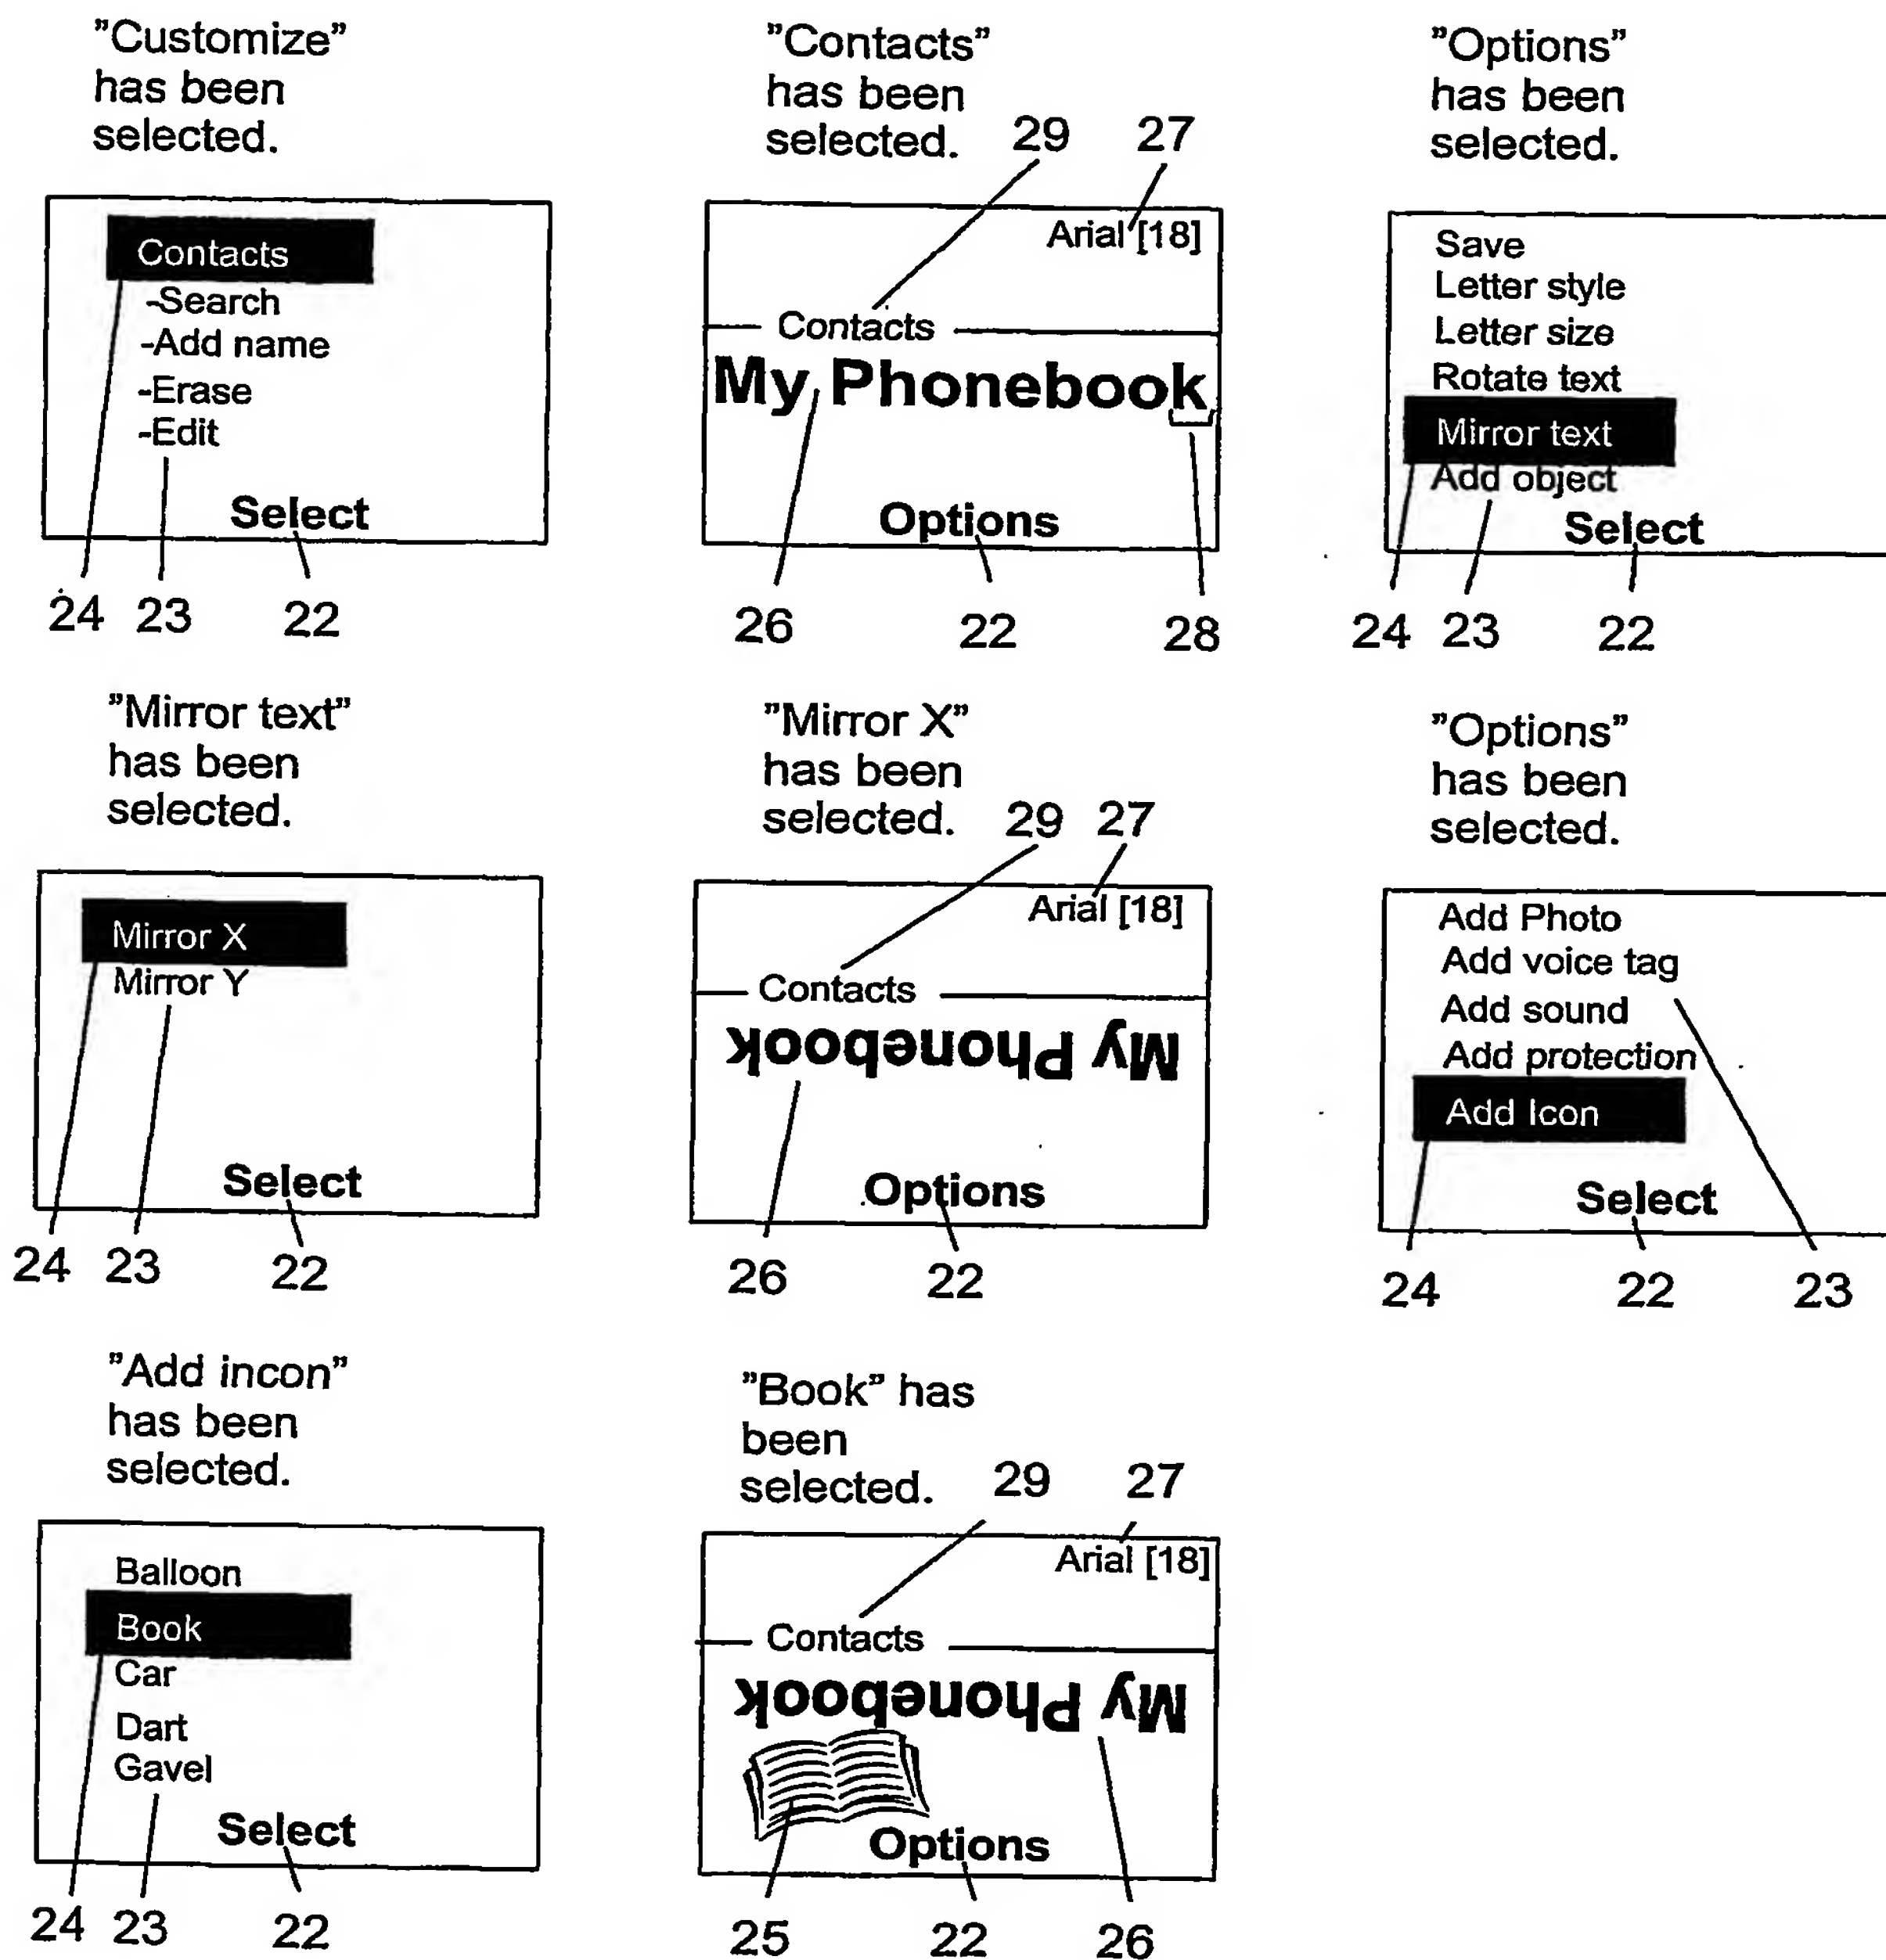 "Customize"
has been
selected.
Contacts
-Search
-Add name
-Erase
-Edit
Select
24 23 22
"Contacts"
has been
selected. 29 27
Arial [18]
Contacts
My Phonebook
Options
26 22 28
"Options"
has been
selected.
Save
Letter style
Letter size
Rotate text
Mirror text
Add object
Select
24 23 22
"Mirror text"
has been
selected.
Mirror X
Mirror Y
Select
24 23 22
"Mirror X"
has been
selected. 29 27
Arial [18]
Contacts
My Phonebook
Options
26 22
"Options"
has been
selected.
Add Photo
Add voice tag
Add sound
Add protection
Add Icon
Select
24 22 23
"Add incon"
has been
selected.
Balloon
Book
Car
Dart
Gavel
Select
24 23 22
"Book" has
been
selected. 29 27
Arial [18]
Contacts
My Phonebook
Options
25 22 26